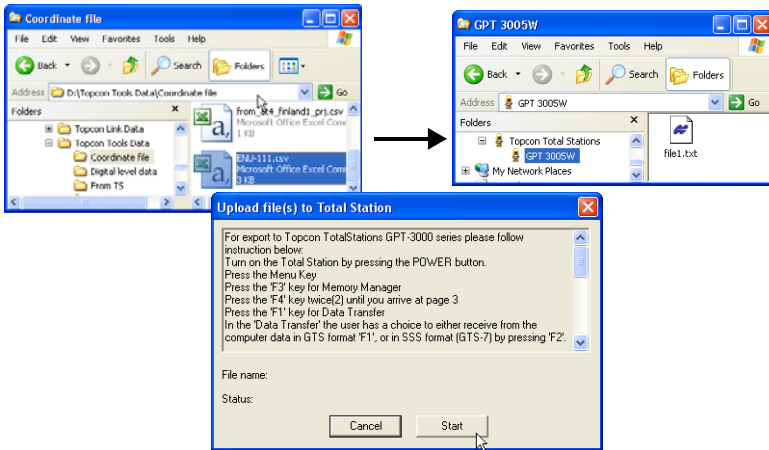 Coordinate file
File Edit View Favorites Tools Help
Back Search Folders
Address D:\Topcon Tools Data\Coordinate file Go
Folders x
Topcon Link Data
Topcon Tools Data
Coordinate file
Digital level data
From TS
Microsoft Office Excel
1 KB
ENU-111.csv
Microsoft Office Excel
3 KB
GPT 3005W
File Edit View Favorites Tools Help
Back Search Folders
Address GPT 3005W Go
Folders x
Topcon Total Stations
GPT 3005W
My Network Places
file1.txt
Upload file(s) to Total Station
For export to Topcon TotalStations GPT-3000 series please follow
instruction below:
Turn on the Total Station by pressing the POWER button.
Press the Menu Key
Press the 'F3' key for Memory Manager
Press the 'F4' key twice(2) until you arrive at page 3
Press the 'F1' key for Data Transfer
In the 'Data Transfer' the user has a choice to either receive from the
computer data in GTS format 'F1', or in SSS format (GTS-7) by pressing 'F2'.
File name:
Status:
Cancel Start